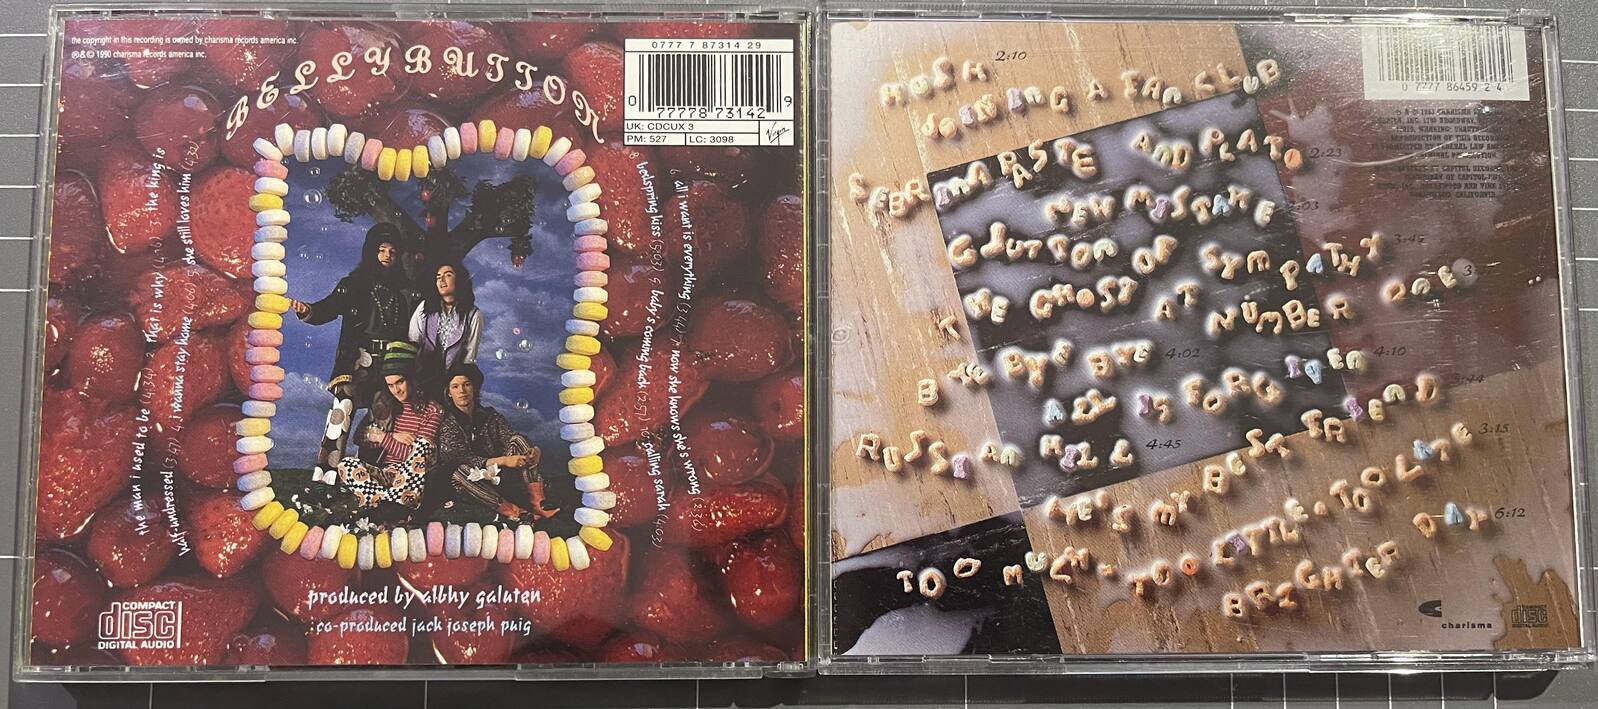 the copyright in this recording is owned by charisma records america inc.
℗& © 1990 charisma records america inc.
BELLYBUTTON
0777 7 87314 29
0 77778 73142 9
UK: CDCUX 3
PM: 527 LC: 3098
Virgin
the man i used to be (4:34) 2 that is why (4:10) 3 the king is
half-undressed (3:47) 4 i wanna stay home (4:00) 5 she still loves him (4:32)
6 all i want is everything (3:44) 7 now she knows she's wrong (2:36)
8 bedspring kiss (5:03) 9 baby's coming back (2:57) 10 calling sarah (4:03)
produced by albhy galuten
co-produced jack joseph puig
COMPACT
disc
DIGITAL AUDIO
HUSH 2:10
JOINING A FAN CLUB
SEBRINA PASTE AND PLATO 2:23
NEW MISTAKE
GLUTTON OF SYMPATHY 3:49
THE GHOST AT NUMBER ONE
BYE BYE BYE 4:02
ALL IS FORGIVEN 4:10
RUSSIAN HILL 4:45
HE'S MY BEST FRIEND 3:44
TOO MUCH, TOO LITTLE, TOO LATE 3:15
BRIGHTER DAY 6:12
0 7777 86459 2 4
charisma
COMPACT
disc
DIGITAL AUDIO